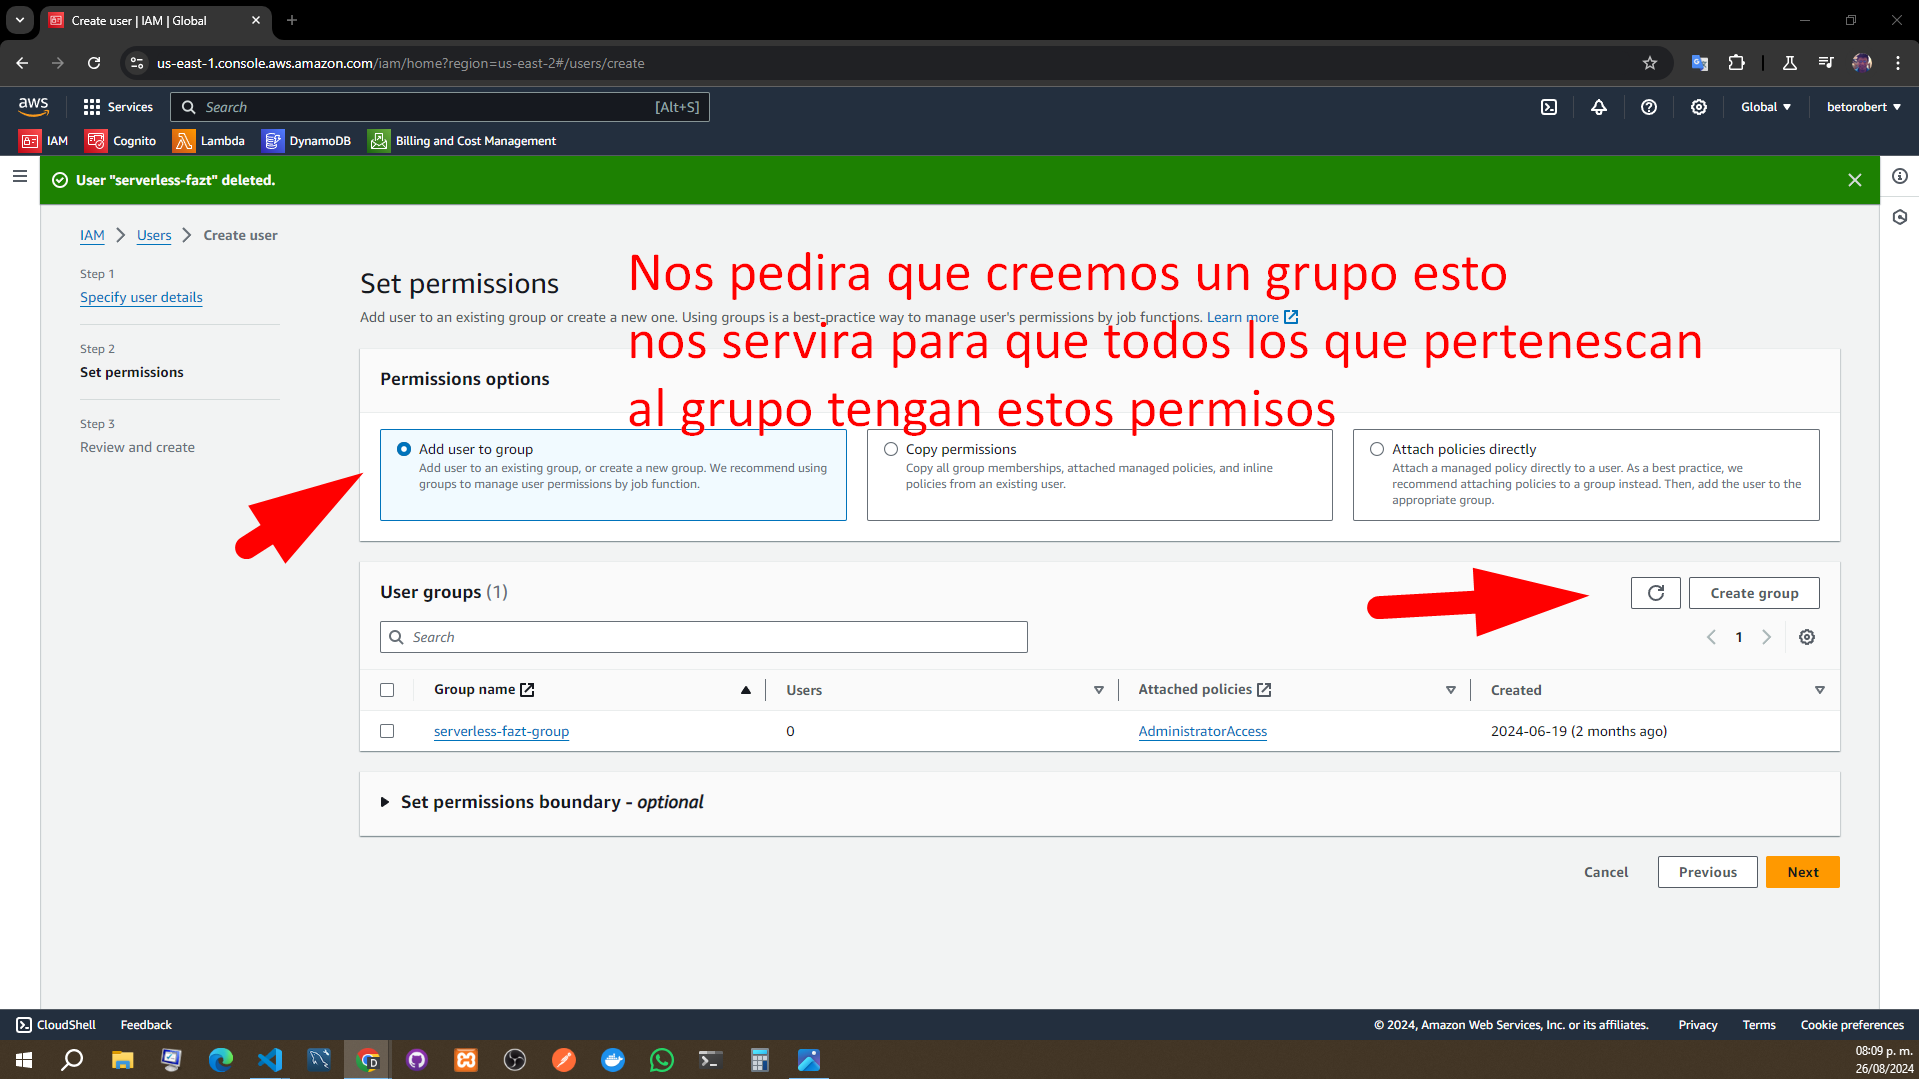 Create user | IAM | Global
us-east-1.console.aws.amazon.com/iam/home?region=us-east-2#/users/create
aws
Services
Search
[Alt+S]
Global
betorobert
IAM
Cognito
Lambda
DynamoDB
Billing and Cost Management
User "serverless-fazt" deleted.
IAM
Users
Create user
Step 1
Specify user details
Step 2
Set permissions
Step 3
Review and create
Set permissions
Nos pedira que creemos un grupo esto
Add user to an existing group or create a new one. Using groups is a best-practice way to manage user's permissions by job functions. Learn more
nos servira para que todos los que pertenescan
Permissions options
al grupo tengan estos permisos
Add user to group
Add user to an existing group, or create a new group. We recommend using
groups to manage user permissions by job function.
Copy permissions
Copy all group memberships, attached managed policies, and inline
policies from an existing user.
Attach policies directly
Attach a managed policy directly to a user. As a best practice, we
recommend attaching policies to a group instead. Then, add the user to the
appropriate group.
User groups (1)
Create group
Search
1
Group name
Users
Attached policies
Created
serverless-fazt-group
0
AdministratorAccess
2024-06-19 (2 months ago)
Set permissions boundary - optional
Cancel
Previous
Next
CloudShell
Feedback
© 2024, Amazon Web Services, Inc. or its affiliates.
Privacy
Terms
Cookie preferences
D
08:09 p. m.
26/08/2024